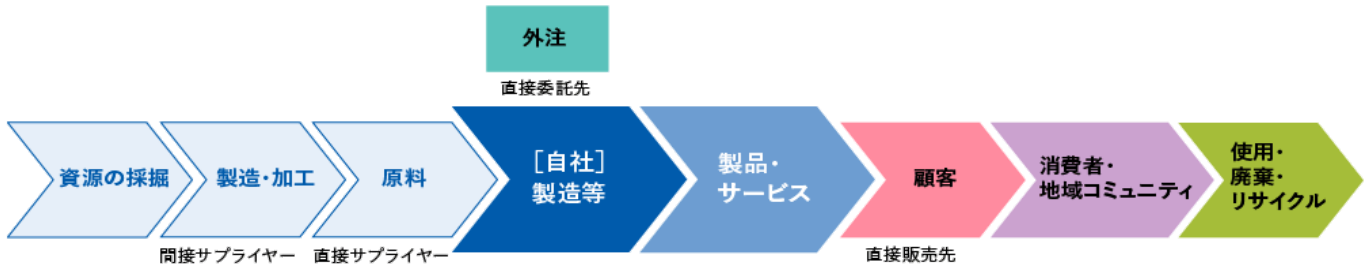 外注
直接委託先
資源の採掘
製造・加工
原料
［自社］
製造等
製品・
サービス
顧客
消費者・
地域コミュニティ
使用・
廃棄・
リサイクル
間接サプライヤー
直接サプライヤー
直接販売先